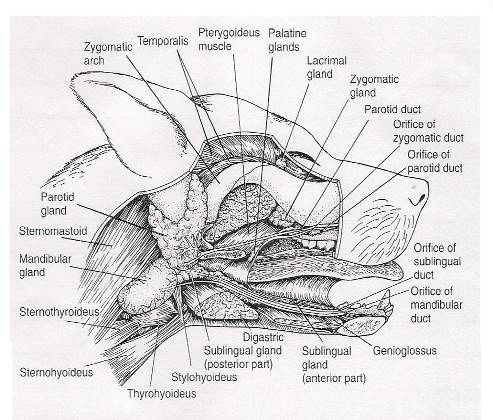 Zygomatic
arch
Temporalis
Pterygoideus
muscle
Palatine
glands
Lacrimal
gland
Zygomatic
gland
Parotid duct
Orifice of
zygomatic duct
Orifice of
parotid duct
Parotid
gland
Sternomastoid
Mandibular
gland
Sternothyroideus
Sternohyoideus
Thyrohyoideus
Stylohyoideus
Sublingual gland
(posterior part)
Digastric
Sublingual
gland
(anterior part)
Genioglossus
Orifice of
sublingual
duct
Orifice of
mandibular
duct